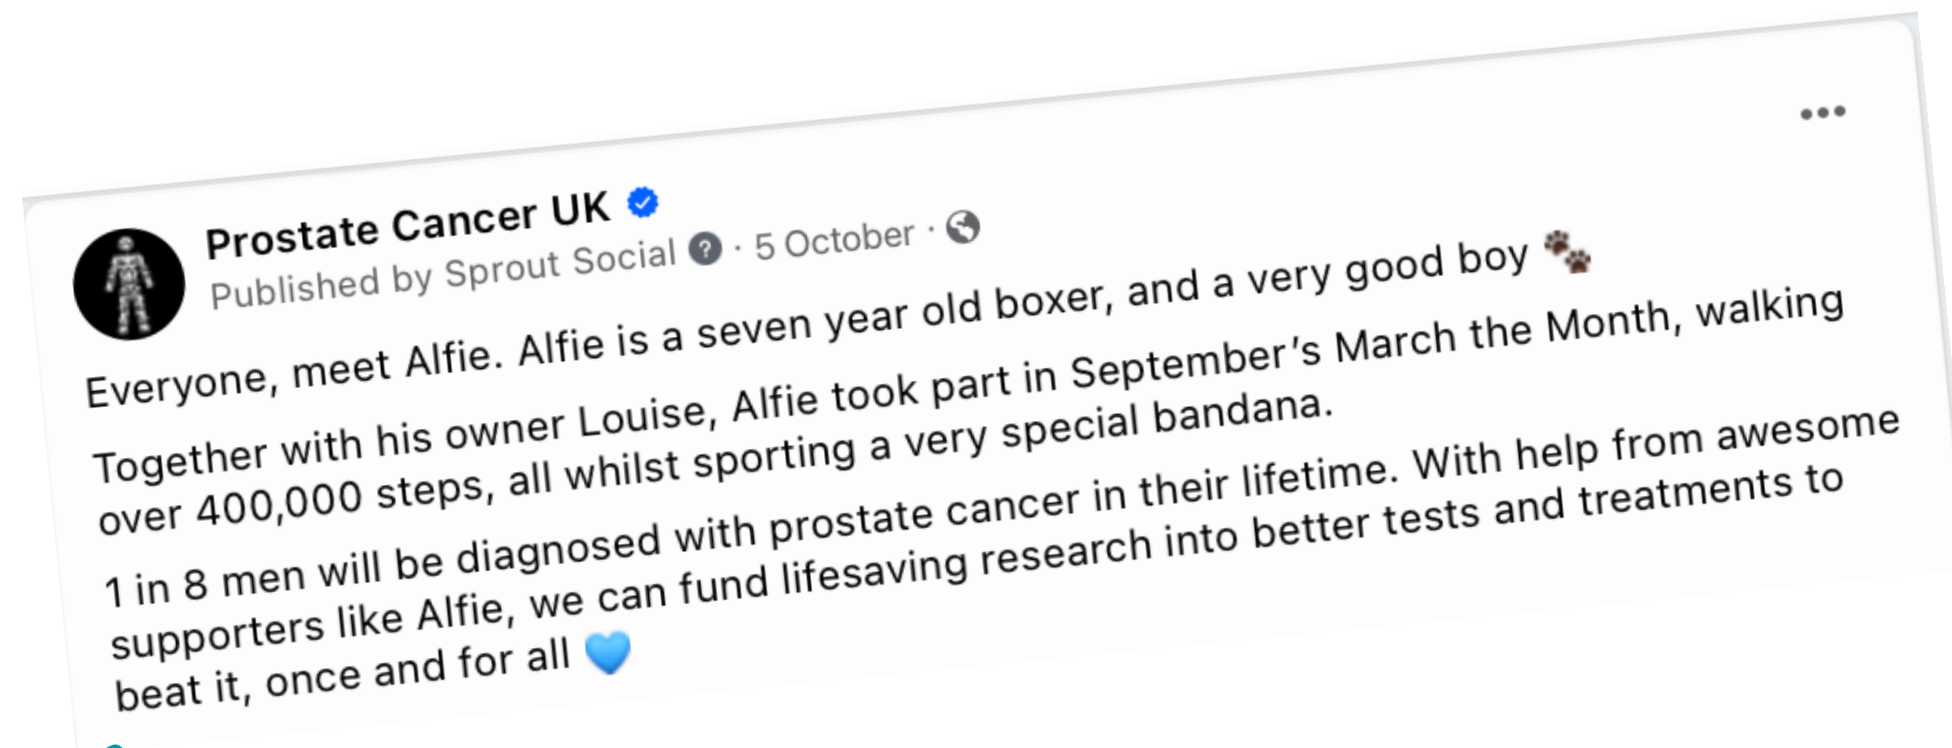 Prostate Cancer UK
Published by Sprout Social · 5 October ·
Everyone, meet Alfie. Alfie is a seven year old boxer, and a very good boy 🐾
Together with his owner Louise, Alfie took part in September’s March the Month, walking
over 400,000 steps, all whilst sporting a very special bandana.
1 in 8 men will be diagnosed with prostate cancer in their lifetime. With help from awesome
supporters like Alfie, we can fund lifesaving research into better tests and treatments to
beat it, once and for all 💙